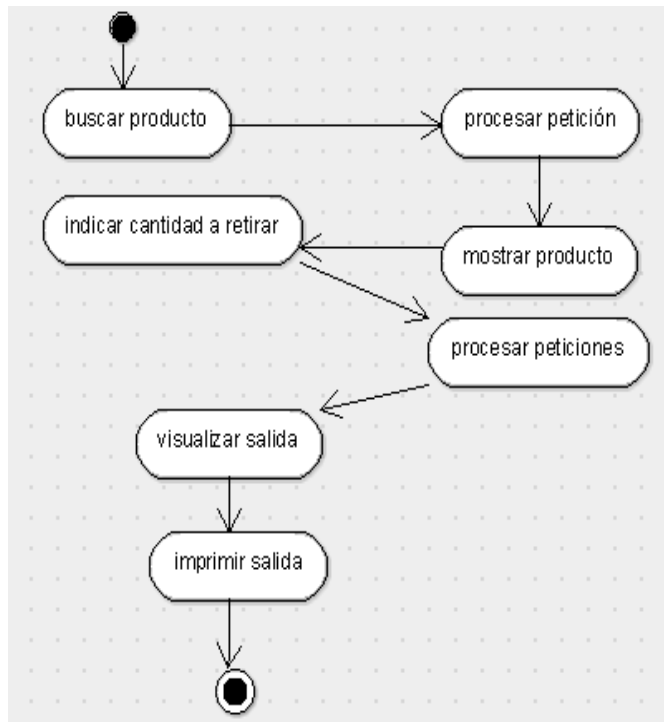 buscar producto
procesar petición
indicar cantidad a retirar
mostrar producto
procesar peticiones
visualizar salida
imprimir salida